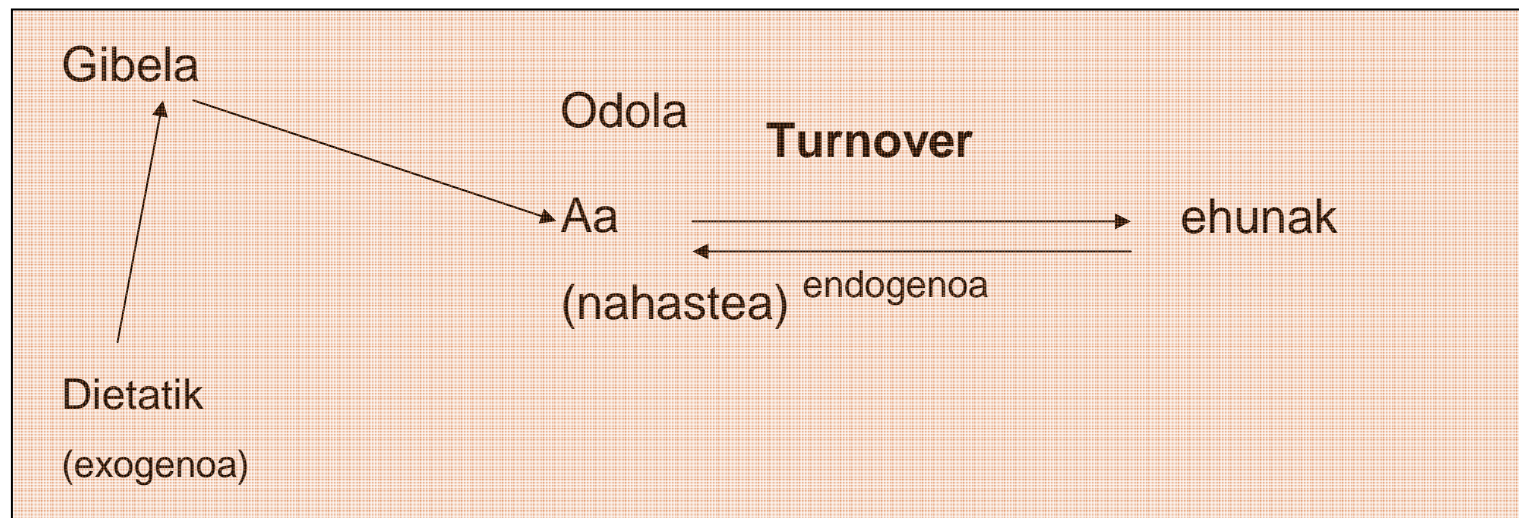 Gibela
Odola
Turnover
Aa
ehunak
endogenoa
(nahastea)
Dietatik
(exogenoa)